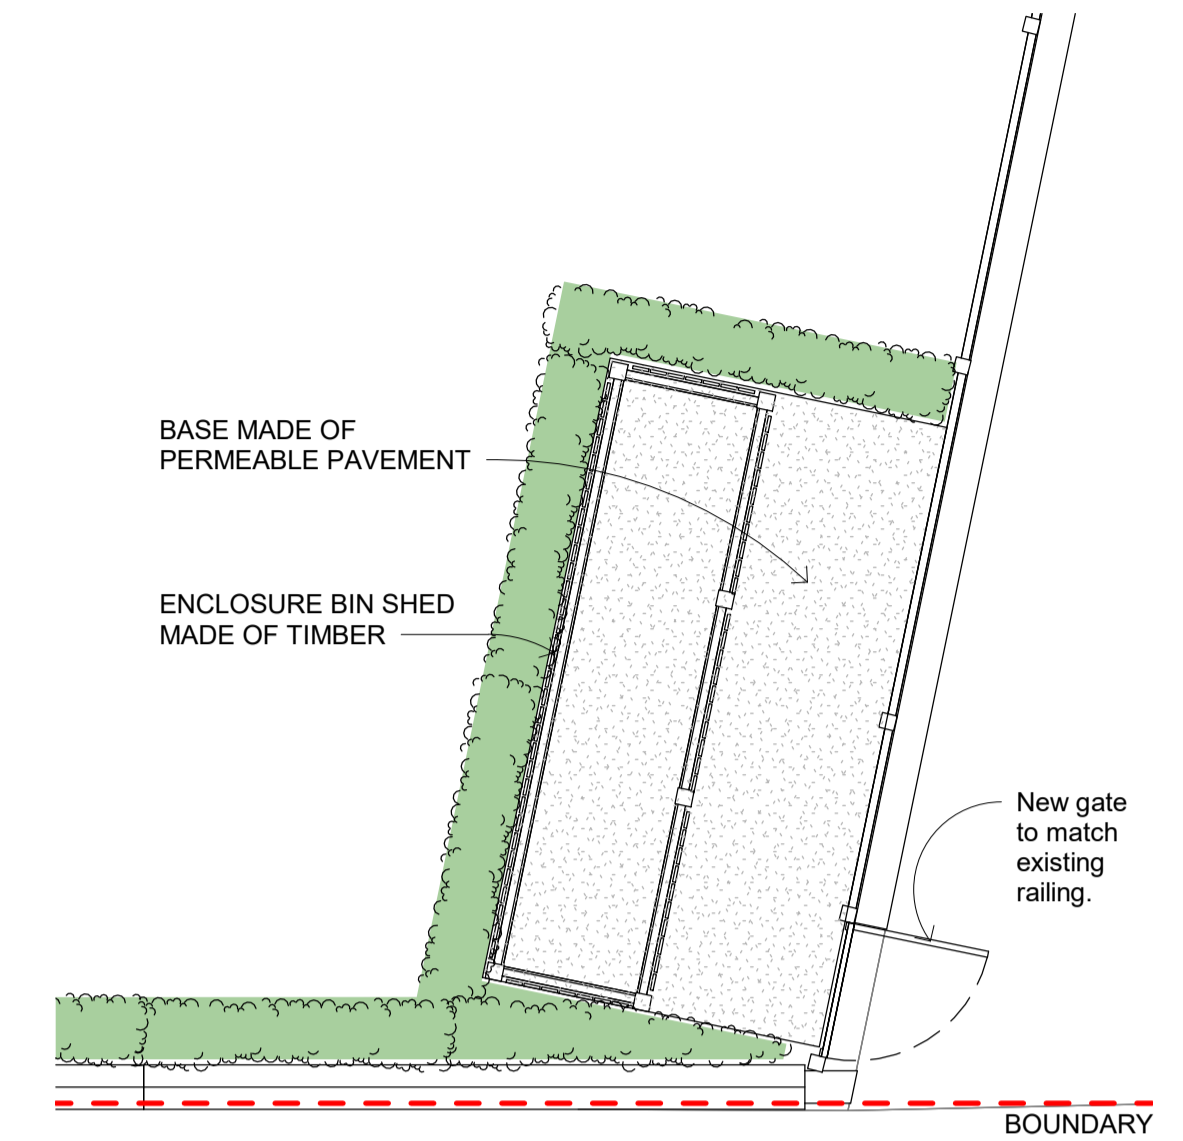 BASE MADE OF
PERMEABLE PAVEMENT
ENCLOSURE BIN SHED
MADE OF TIMBER
New gate
to match
existing
railing.
BOUNDARY